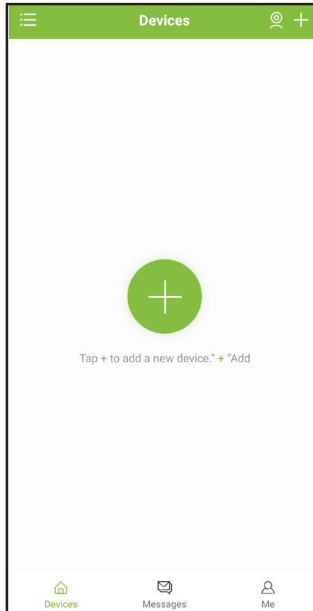 Devices
Tap + to add a new device.“ + “Add
Devices
Messages
Me